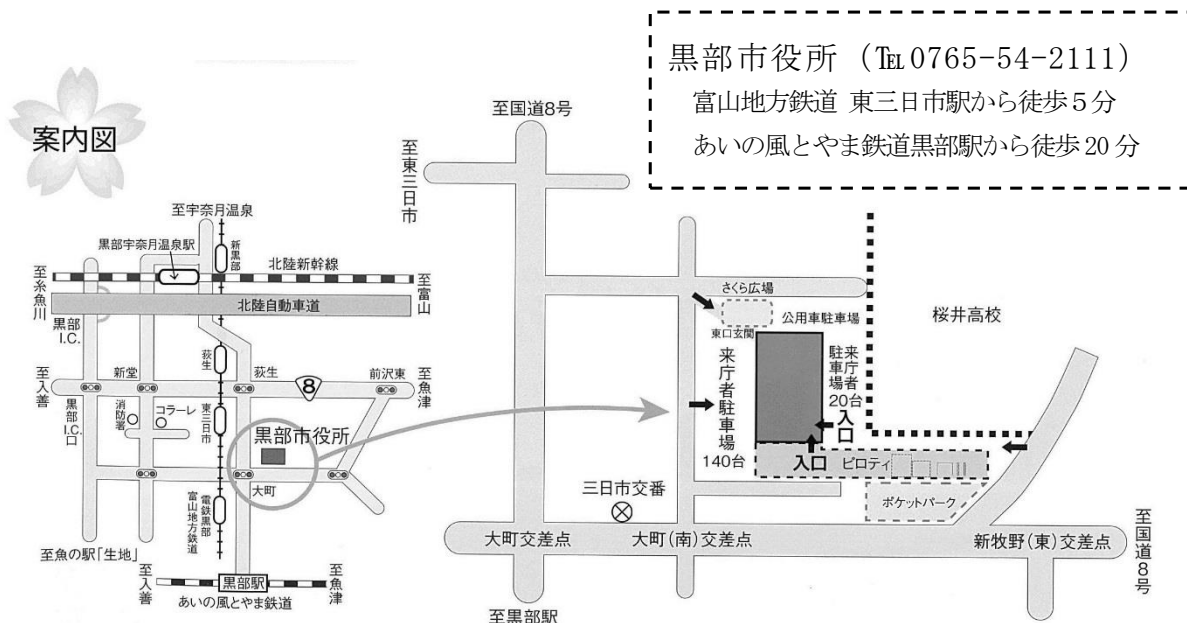 黒部市役所（℡0765-54-2111）
富山地方鉄道 東三日市駅から徒歩5分
あいの風とやま鉄道黒部駅から徒歩20分
案内図
至宇奈月温泉
黒部宇奈月温泉駅
新黒部
北陸新幹線
至糸魚川
至富山
北陸自動車道
黒部I.C.
荻生
新堂
荻生
8
前沢東
至入善
至魚津
黒部I.C.口
消防署
コラーレ
東三日市
黒部市役所
大町
電鉄黒部
富山地方鉄道
至魚の駅「生地」
至入善
黒部駅
至魚津
あいの風とやま鉄道
至国道8号
至東三日市
さくら広場
東口玄関
公用車駐車場
桜井高校
来庁者駐車場
140台
来庁者
駐車場
20台
入口
入口
ピロティ
ポケットパーク
三日市交番
大町交差点
大町(南)交差点
新牧野(東)交差点
至国道8号
至黒部駅